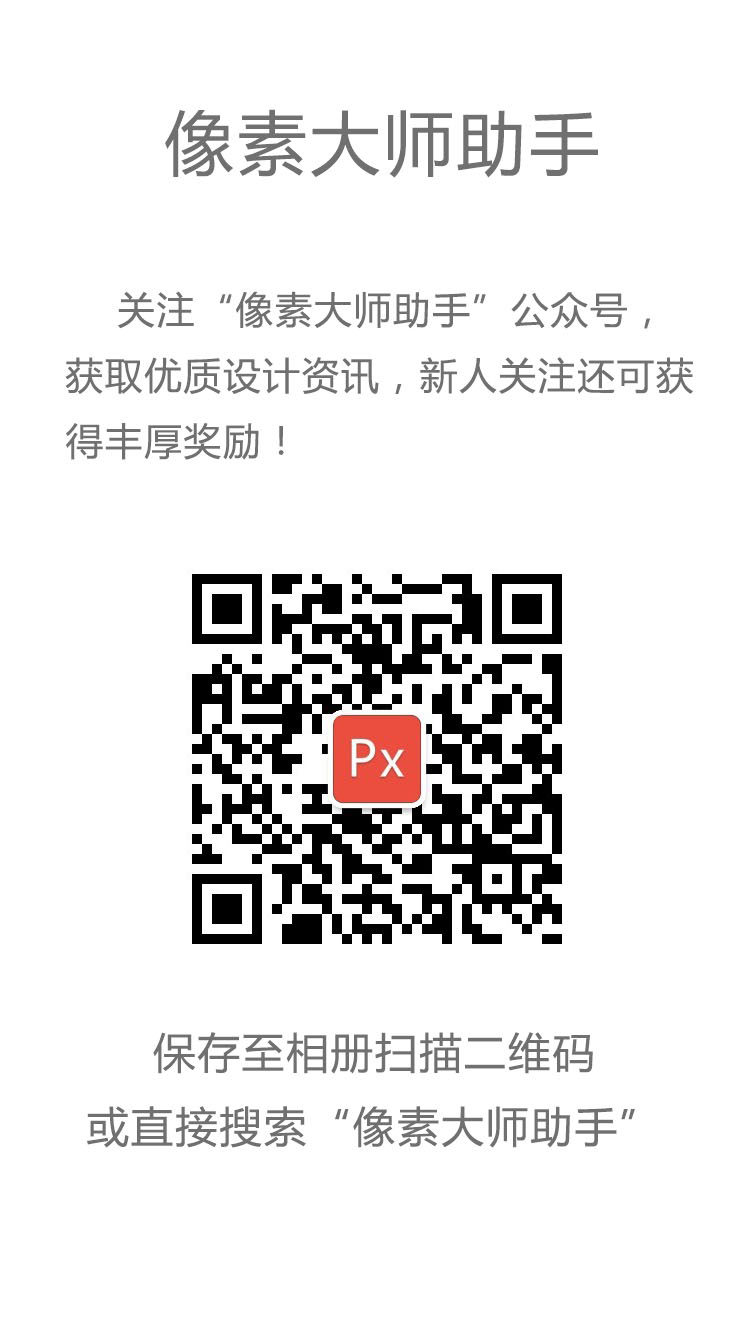 像素大师助手
关注“像素大师助手”公众号，
获取优质设计资讯，新人关注还可获
得丰厚奖励！
Px
保存至相册扫描二维码
或直接搜索“像素大师助手”